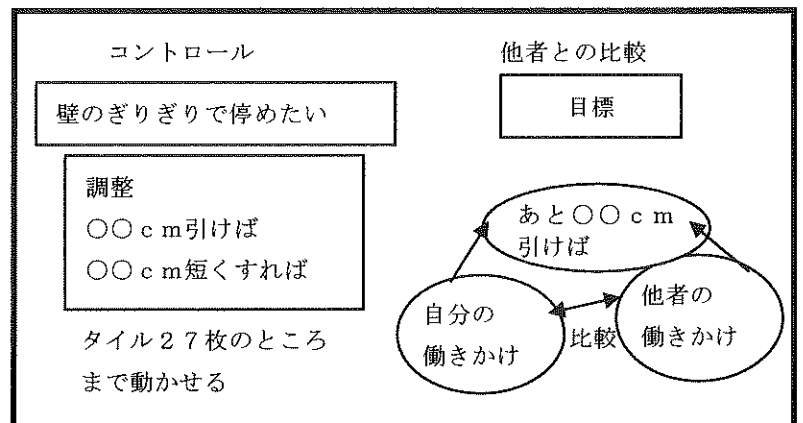 コントロール
壁のぎりぎりで停めたい
調整
○○ｃｍ引けば
○○ｃｍ短くすれば
タイル２７枚のところ
まで動かせる
他者との比較
目標
あと○○ｃｍ
引けば
自分の
働きかけ
比較
他者の
働きかけ